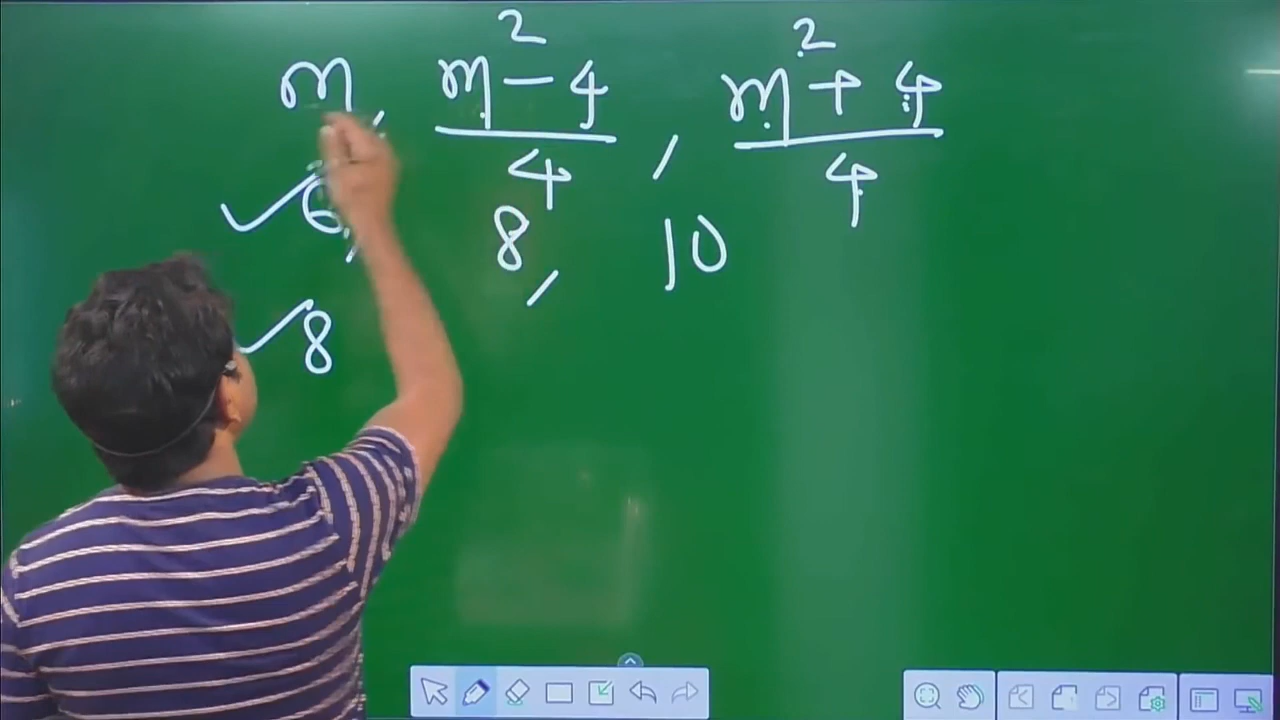 m, m² - 4 / 4, m² + 4 / 4
6, 8, 10
8